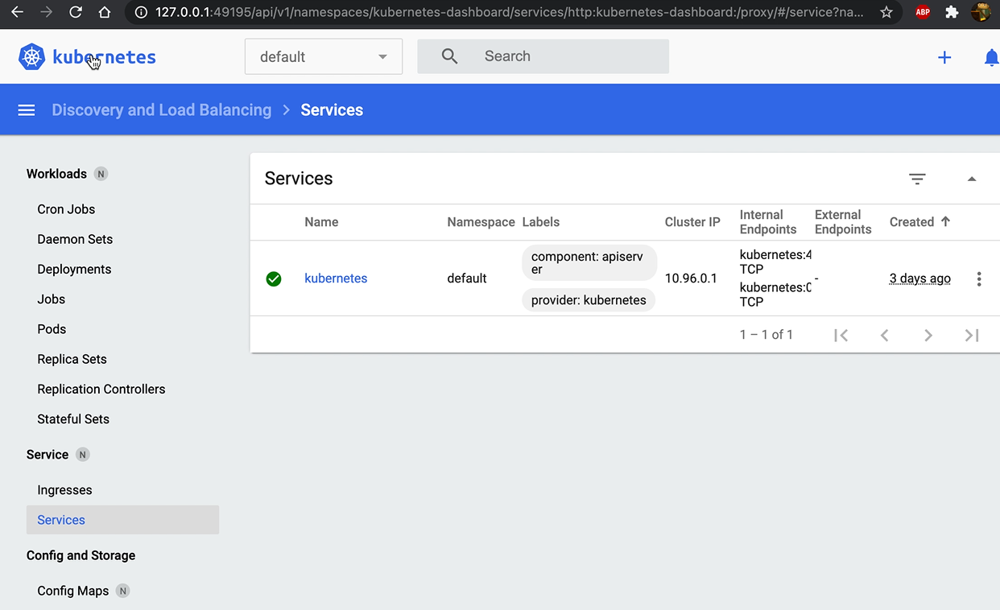 127.0.0.1:49195/api/v1/namespaces/kubernetes-dashboard/services/http:kubernetes-dashboard:/proxy/#/service?na...
ABP
kubernetes
default
Search
Discovery and Load Balancing > Services
Workloads N
Cron Jobs
Daemon Sets
Deployments
Jobs
Pods
Replica Sets
Replication Controllers
Stateful Sets
Service N
Ingresses
Services
Config and Storage
Config Maps N
Services
Name
Namespace
Labels
Cluster IP
Internal
Endpoints
External
Endpoints
Created
kubernetes
default
component: apiserv
er
provider: kubernetes
10.96.0.1
kubernetes:4
TCP
kubernetes:0
TCP
-
3 days ago
1 – 1 of 1